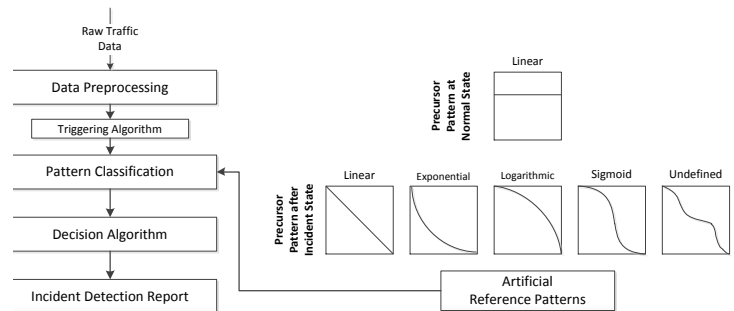 Raw Traffic
Data
Data Preprocessing
Triggering Algorithm
Pattern Classification
Decision Algorithm
Incident Detection Report
Linear
Precursor
Pattern at
Normal State
Linear
Exponential
Logarithmic
Sigmoid
Undefined
Precursor
Pattern after
Incident State
Artificial
Reference Patterns